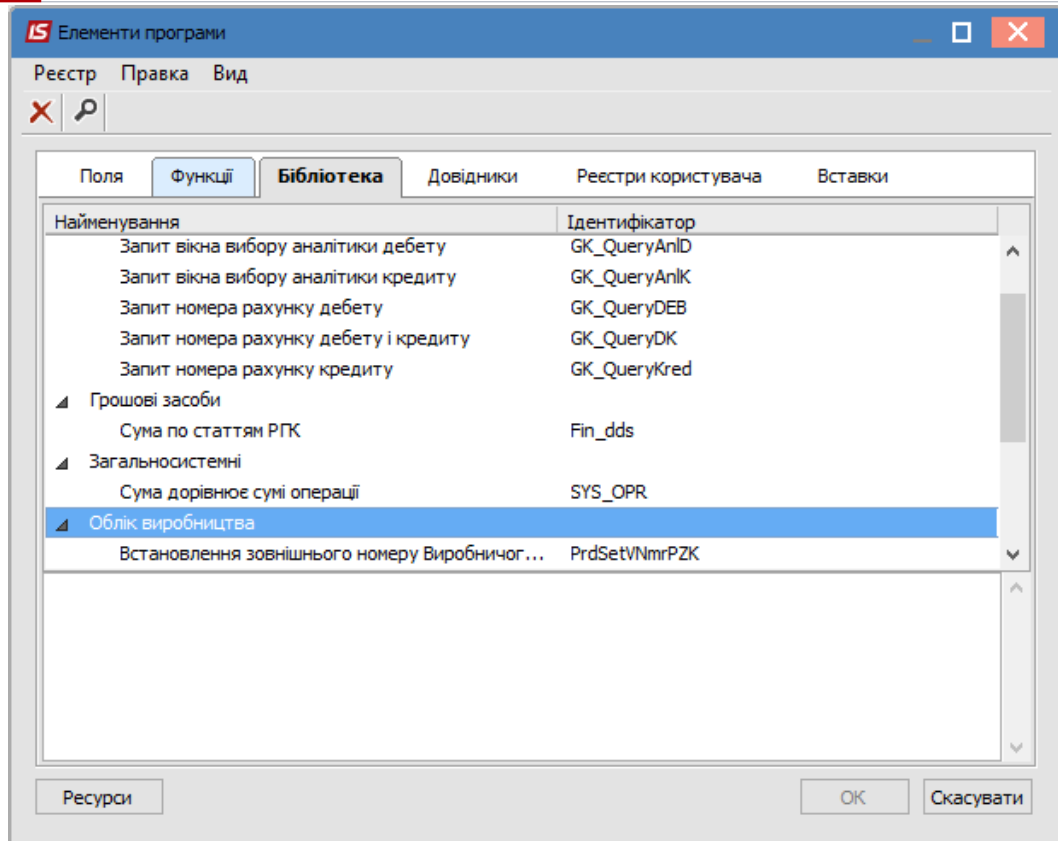 IS Елементи програми
Реєстр Правка Вид
Поля Функції Бібліотека Довідники Реєстри користувача Вставки
Найменування Ідентифікатор
Запит вікна вибору аналітики дебету GK_QueryAnlD
Запит вікна вибору аналітики кредиту GK_QueryAnlK
Запит номера рахунку дебету GK_QueryDEB
Запит номера рахунку дебету і кредиту GK_QueryDK
Запит номера рахунку кредиту GK_QueryKred
Грошові засоби
Сума по статтям РГК Fin_dds
Загальносистемні
Сума дорівнює сумі операції SYS_OPR
Облік виробництва
Встановлення зовнішнього номеру Виробничог... PrdSetVNmrPZK
Ресурси ОК Скасувати